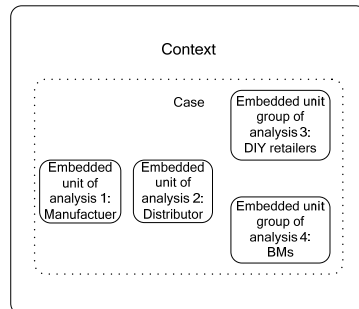 Context
Case
Embedded unit
group of
analysis 3:
DIY retailers
Embedded
unit of
analysis 1:
Manufactuer
Embedded
unit of
analysis 2:
Distributor
Embedded unit
group of
analysis 4:
BMs